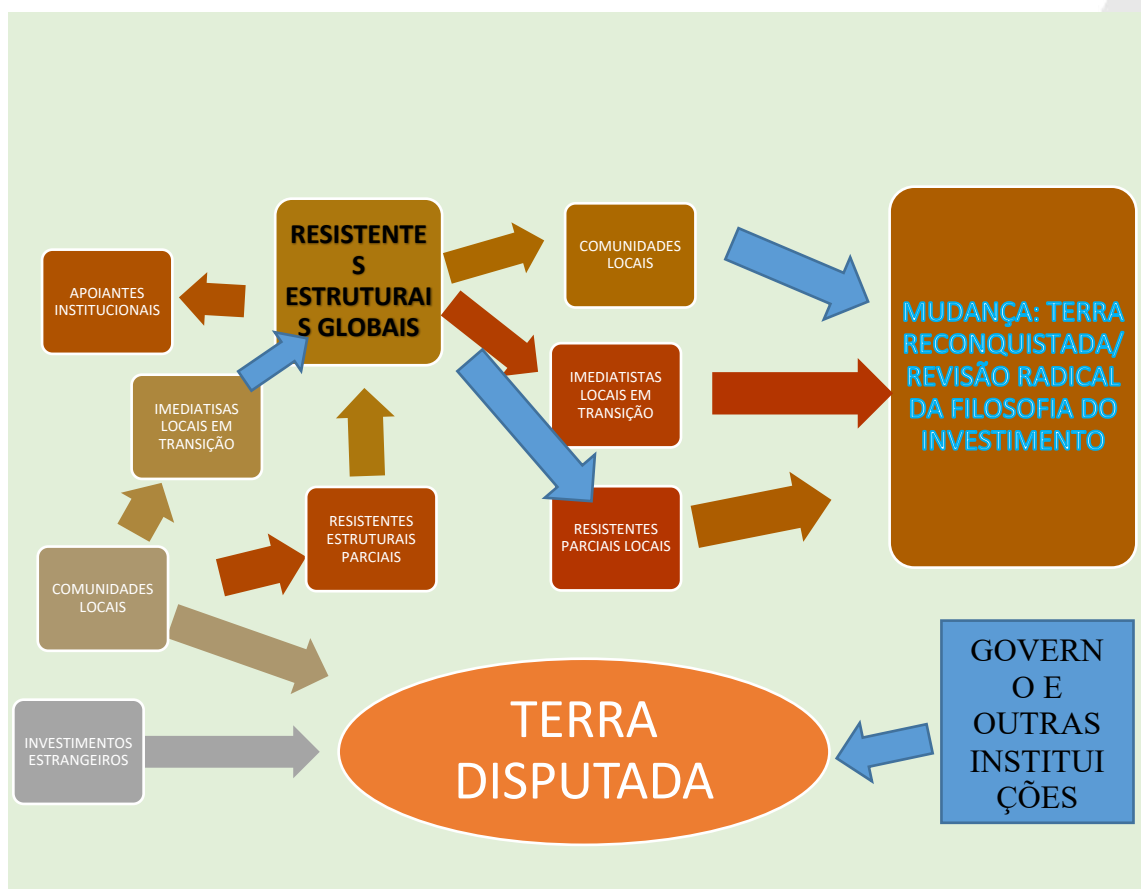 RESISTENTE
S
ESTRUTURAI
S GLOBAIS
COMUNIDADES
LOCAIS
APOIANTES
INSTITUCIONAIS
MUDANÇA: TERRA
RECONQUISTADA/
REVISÃO RADICAL
DA FILOSOFIA DO
INVESTIMENTO
IMEDIATISAS
LOCAIS EM
TRANSIÇÃO
IMEDIATISTAS
LOCAIS EM
TRANSIÇÃO
RESISTENTES
ESTRUTURAIS
PARCIAIS
RESISTENTES
PARCIAIS LOCAIS
COMUNIDADES
LOCAIS
INVESTIMENTOS
ESTRANGEIROS
TERRA
DISPUTADA
GOVERN
O E
OUTRAS
INSTITUI
ÇÕES